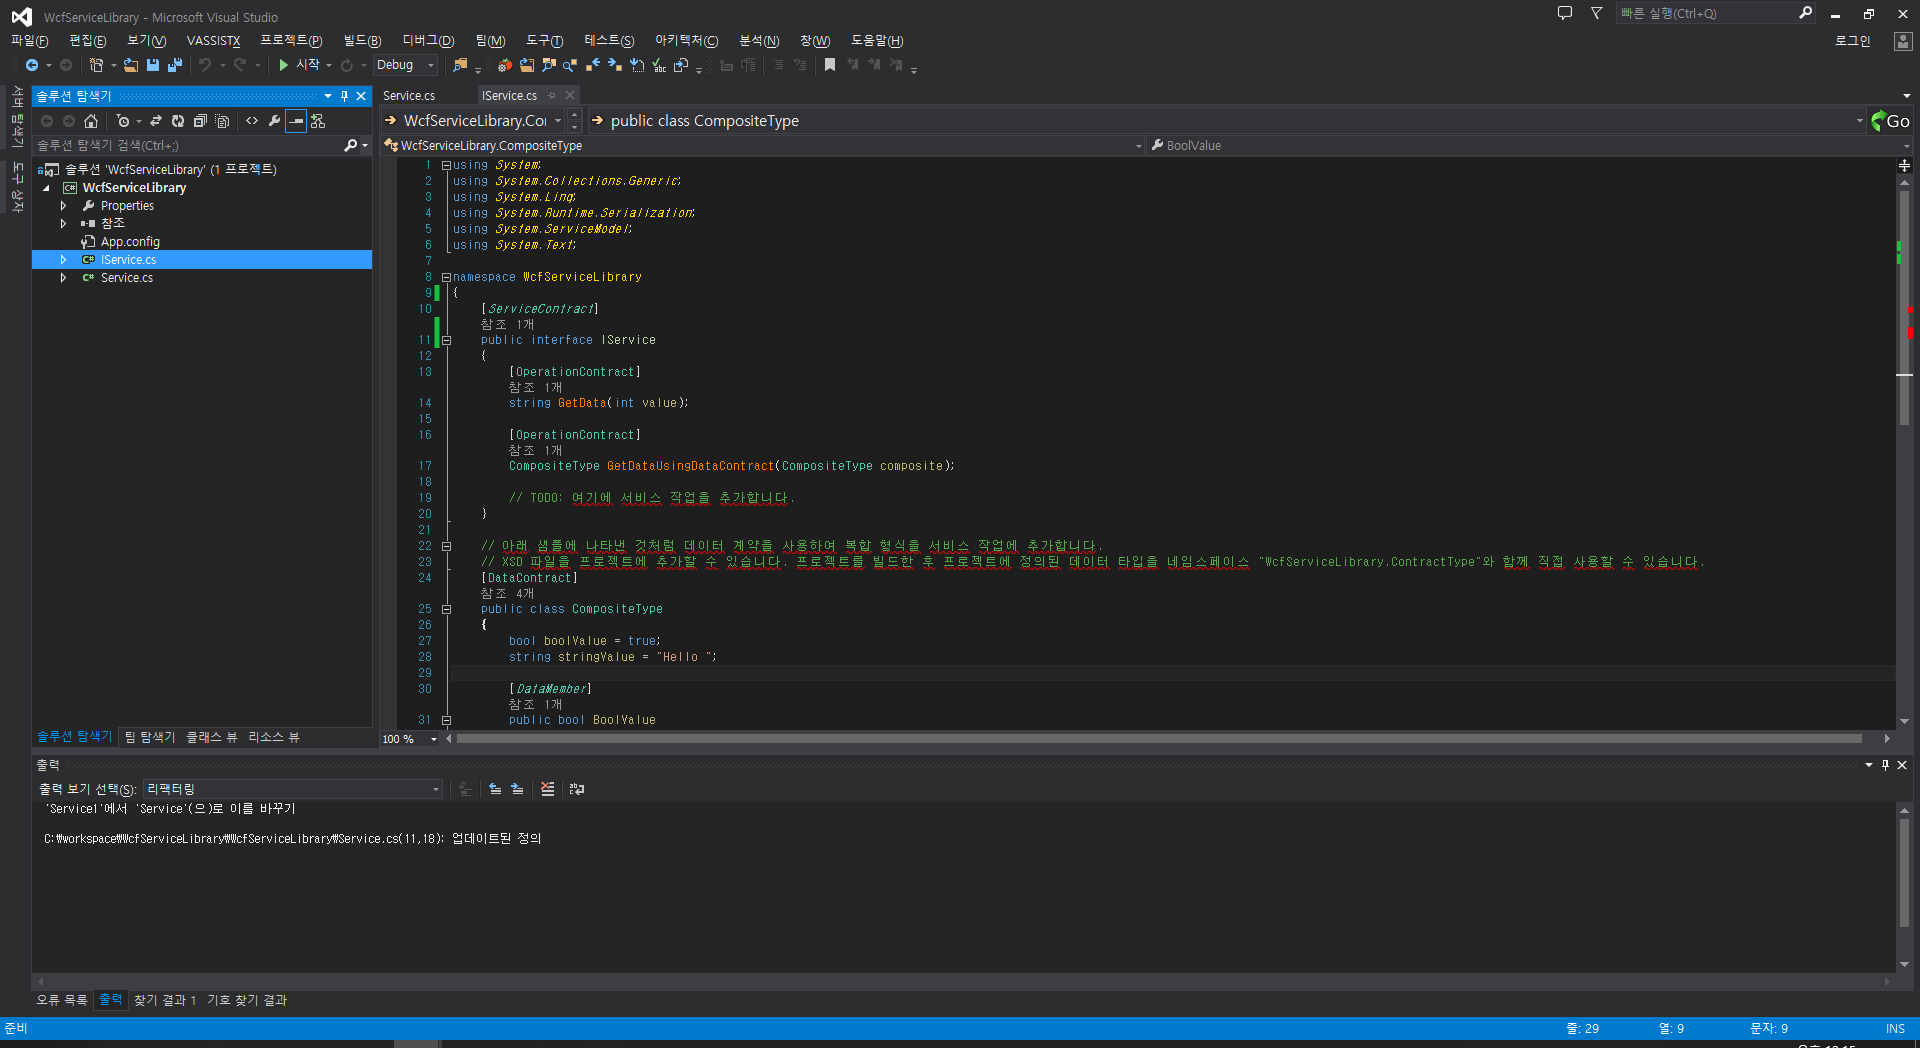 WcfServiceLibrary - Microsoft Visual Studio
빠른 실행(Ctrl+Q)
파일(F) 편집(E) 보기(V) VASSISTX 프로젝트(P) 빌드(B) 디버그(D) 팀(M) 도구(T) 테스트(S) 아키텍처(C) 분석(N) 창(W) 도움말(H)
로그인
시작 Debug
서버 탐색기
도구 상자
솔루션 탐색기
솔루션 탐색기 검색(Ctrl+;)
솔루션 'WcfServiceLibrary' (1 프로젝트)
WcfServiceLibrary
Properties
참조
App.config
IService.cs
Service.cs
솔루션 탐색기 팀 탐색기 클래스 뷰 리소스 뷰
Service.cs IService.cs
WcfServiceLibrary.Co public class CompositeType Go
WcfServiceLibrary.CompositeType BoolValue
1 using System;
2 using System.Collections.Generic;
3 using System.Linq;
4 using System.Runtime.Serialization;
5 using System.ServiceModel;
6 using System.Text;
7
8 namespace WcfServiceLibrary
9 {
10 [ServiceContract]
참조 1개
11 public interface IService
12 {
13 [OperationContract]
참조 1개
14 string GetData(int value);
15
16 [OperationContract]
참조 1개
17 CompositeType GetDataUsingDataContract(CompositeType composite);
18
19 // TODO: 여기에 서비스 작업을 추가합니다.
20 }
21
22 // 아래 샘플에 나타낸 것처럼 데이터 계약을 사용하여 복합 형식을 서비스 작업에 추가합니다.
23 // XSD 파일을 프로젝트에 추가할 수 있습니다. 프로젝트를 빌드한 후 프로젝트에 정의된 데이터 타입을 네임스페이스 "WcfServiceLibrary.ContractType"와 함께 직접 사용할 수 있습니다.
24 [DataContract]
참조 4개
25 public class CompositeType
26 {
27 bool boolValue = true;
28 string stringValue = "Hello ";
29
30 [DataMember]
참조 1개
31 public bool BoolValue
100 %
출력
출력 보기 선택(S): 리팩터링
'Service1'에서 'Service'(으)로 이름 바꾸기
C:₩workspace₩WcfServiceLibrary₩WcfServiceLibrary₩Service.cs(11,18): 업데이트된 정의
오류 목록 출력 찾기 결과 1 기호 찾기 결과
준비 줄: 29 열: 9 문자: 9 INS